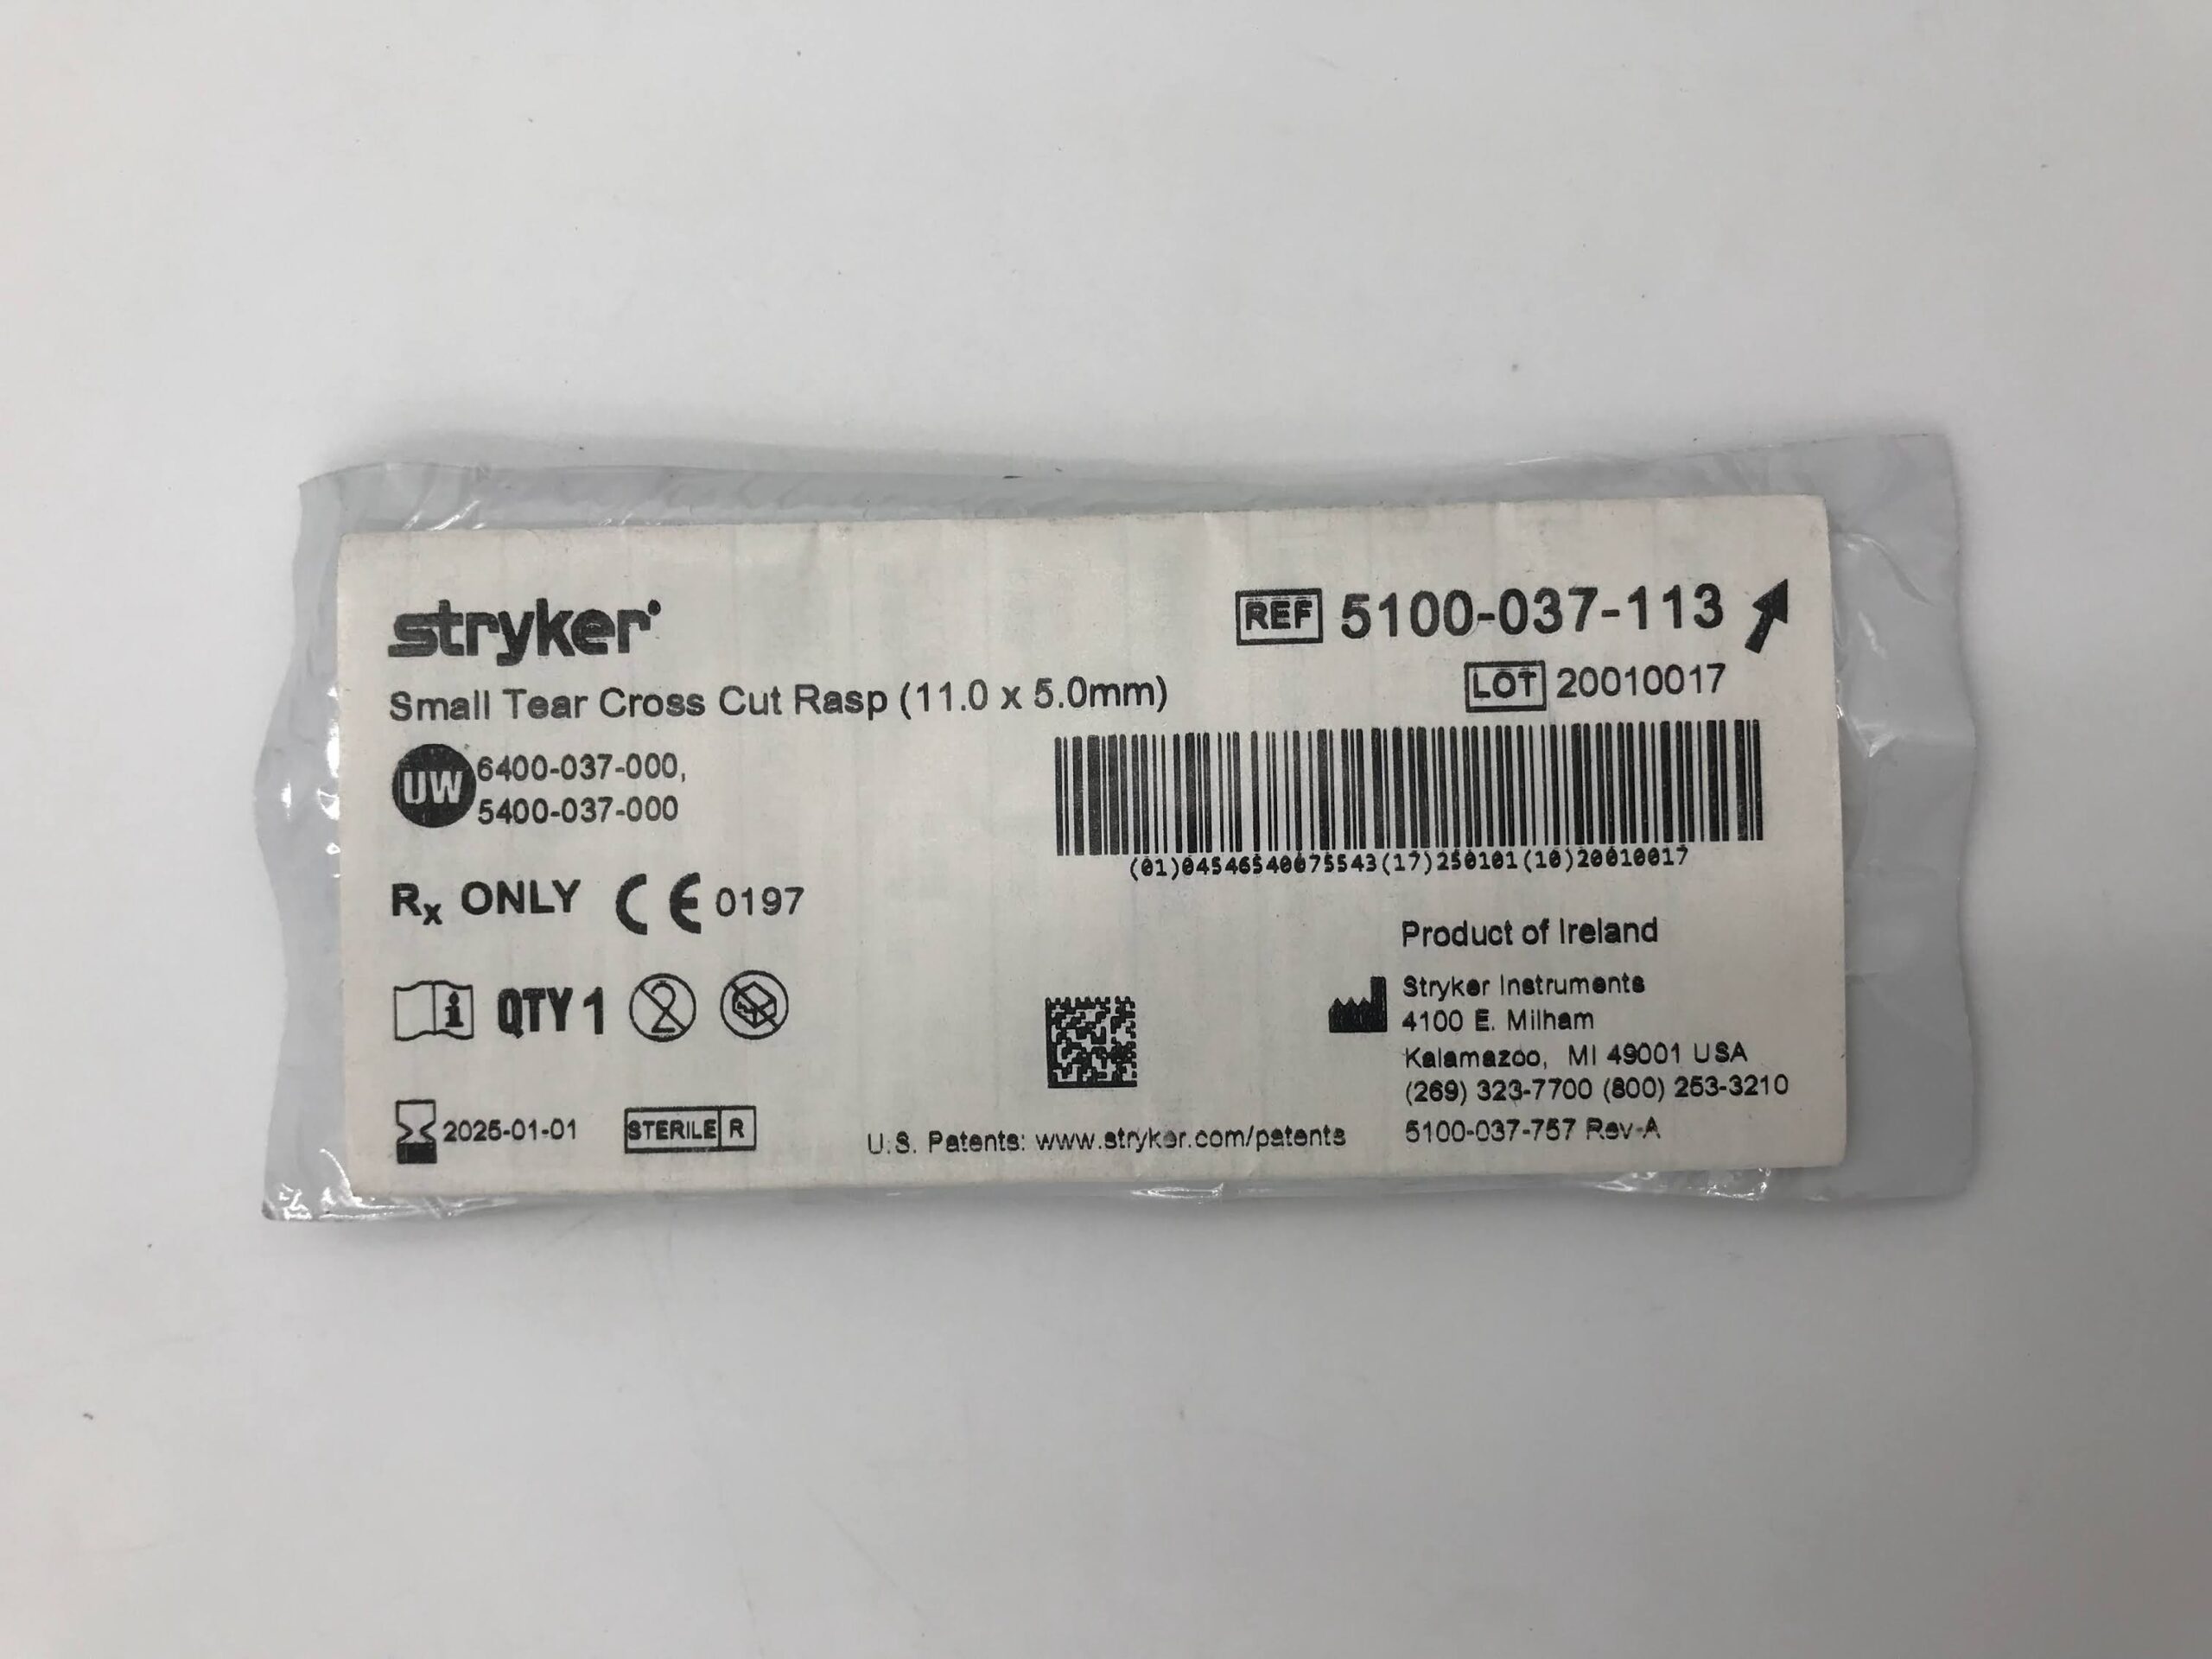 stryker
REF 5100-037-113
Small Tear Cross Cut Rasp (11.0 x 5.0mm)
LOT 20010017
UW 6400-037-000,
5400-037-000
(01)04546540075543(17)250101(10)20010017
Rx ONLY CE 0197
Product of Ireland
i QTY 1 2
Stryker Instruments
4100 E. Milham
Kalamazoo, MI 49001 USA
(269) 323-7700 (800) 253-3210
2025-01-01 STERILE R
U.S. Patents: www.stryker.com/patents
5100-037-757 Rev-A